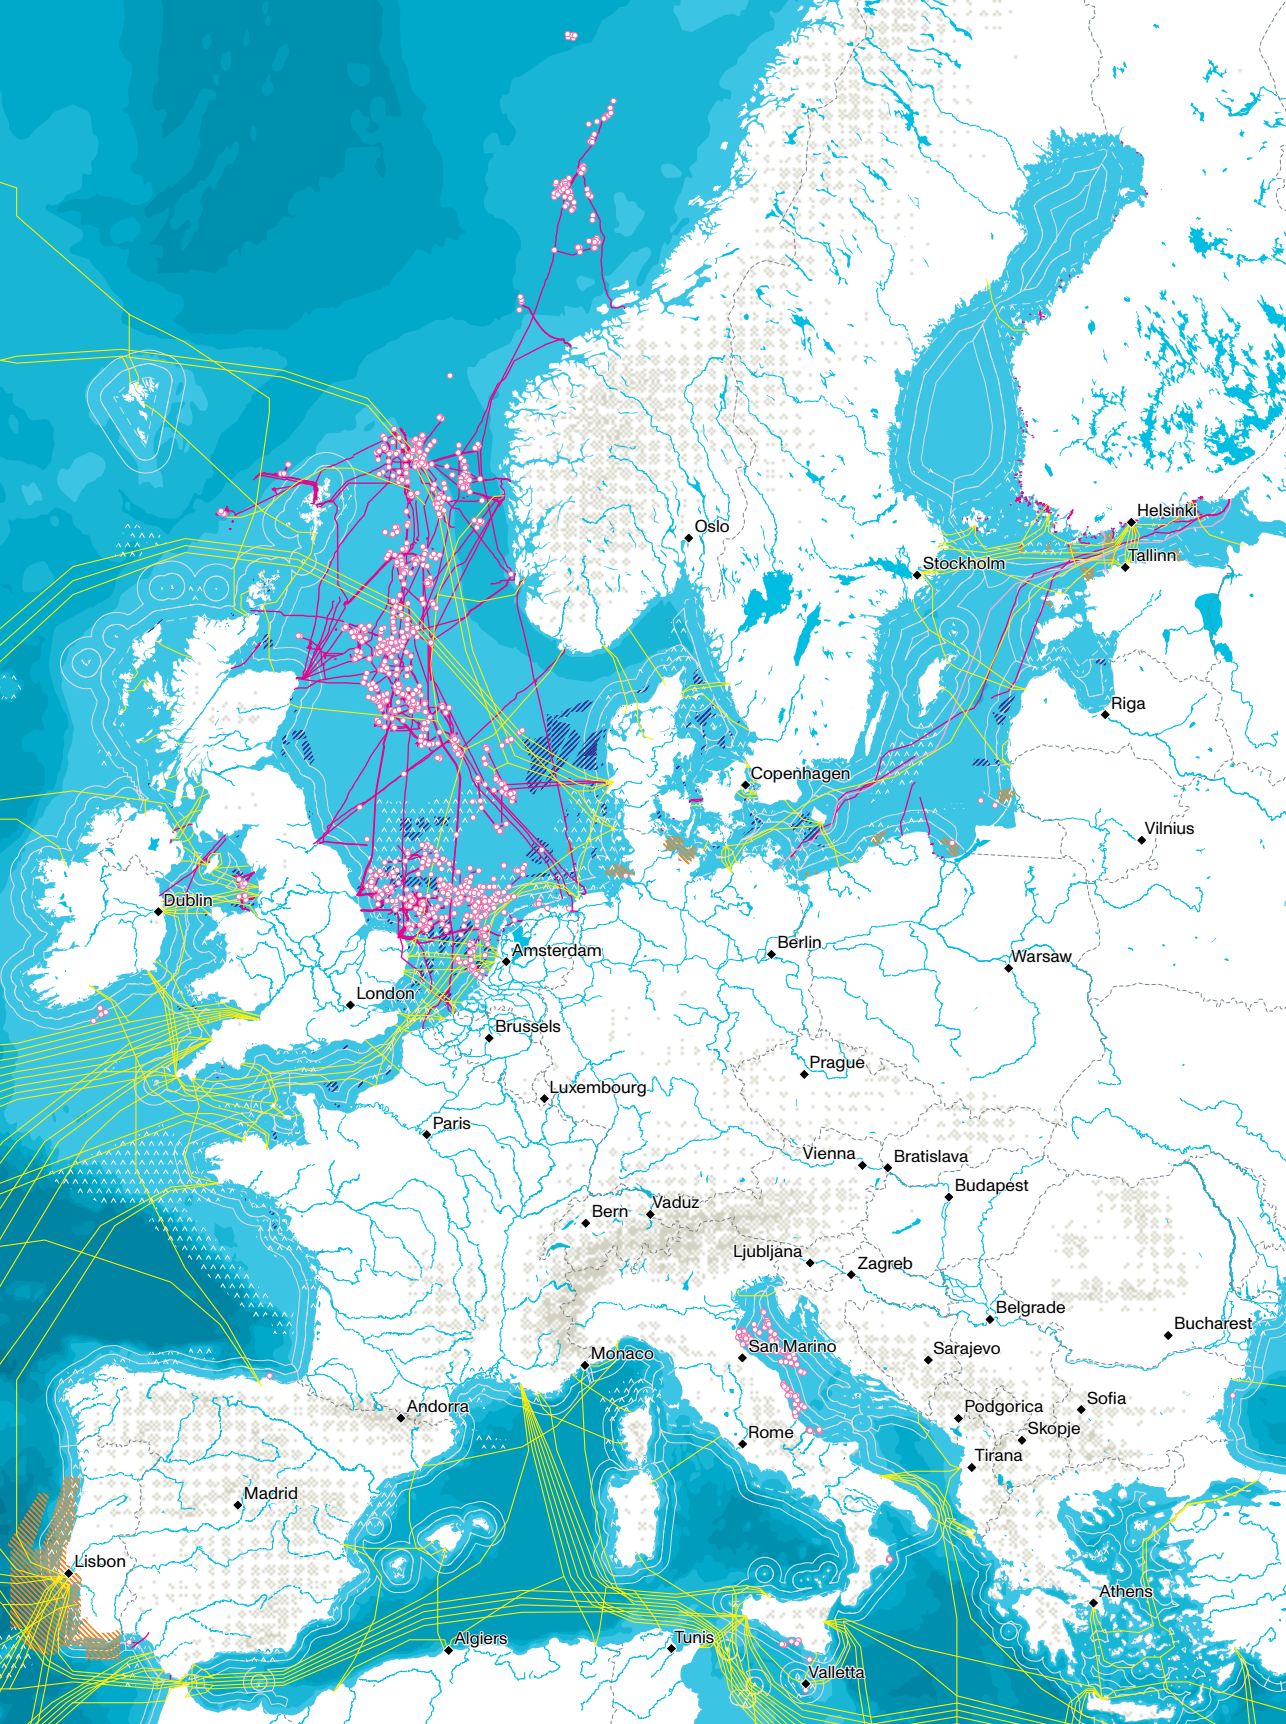 Helsinki
Oslo
Tallinn
Stockholm
Riga
Copenhagen
Vilnius
Dublin
Berlin
Amsterdam
Warsaw
London
Brussels
Prague
Luxembourg
Paris
Vienna
Bratislava
Budapest
Vaduz
Bern
Ljubljana
Zagreb
Belgrade
Bucharest
San Marino
Sarajevo
Monaco
Sofia
Andorra
Podgorica
Skopje
Rome
Tirana
Madrid
Lisbon
Athens
Algiers
Tunis
Valletta